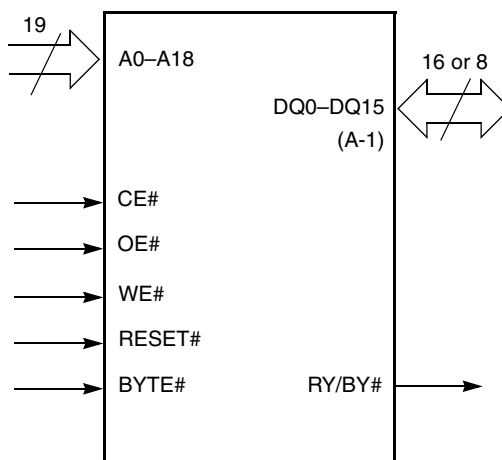 19
A0–A18
16 or 8
DQ0–DQ15
(A-1)
CE#
OE#
WE#
RESET#
BYTE#
RY/BY#